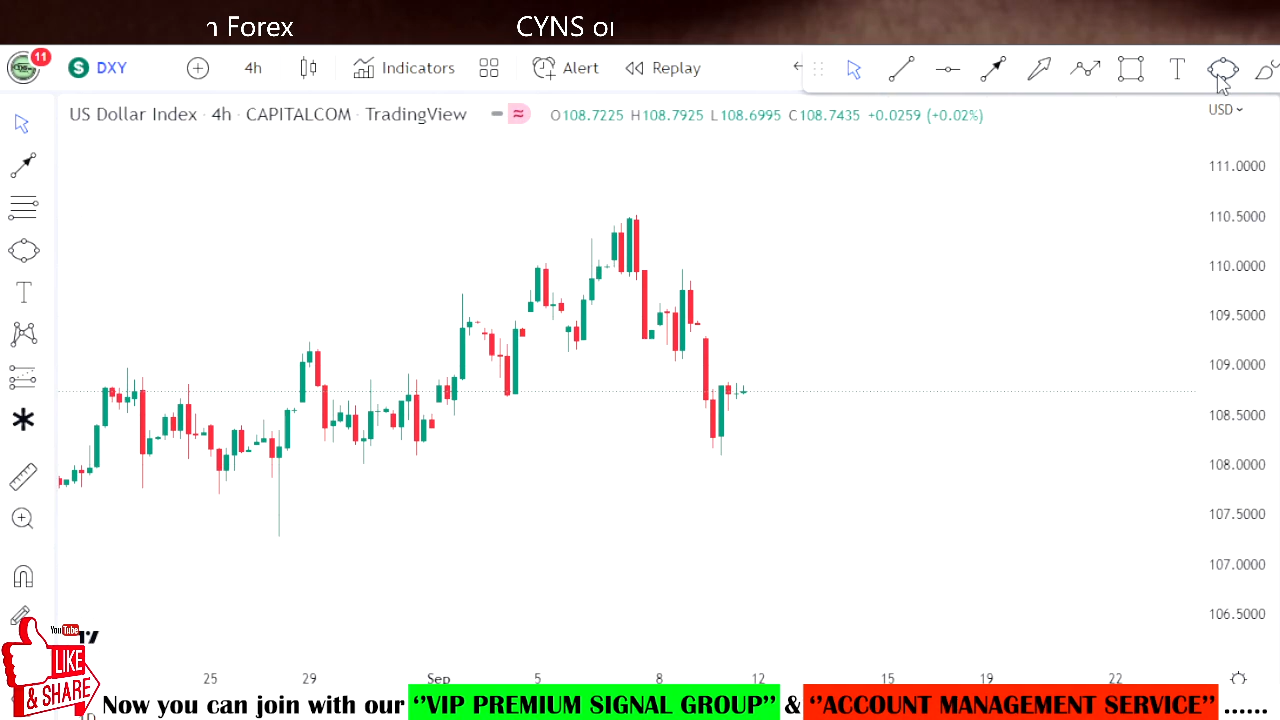 n Forex CYNS or
11
S DXY 4h Indicators Alert Replay T
US Dollar Index · 4h · CAPITALCOM · TradingView O108.7225 H108.7925 L108.6995 C108.7435 +0.0259 (+0.02%)
USD
111.0000
110.5000
110.0000
109.5000
109.0000
108.5000
108.0000
107.5000
107.0000
106.5000
T
25 29 Sep 5 8 12 15 19 22
YouTube
LIKE
& SHARE
Now you can join with our ‘‘VIP PREMIUM SIGNAL GROUP’’ & ‘‘ACCOUNT MANAGEMENT SERVICE’’ ......